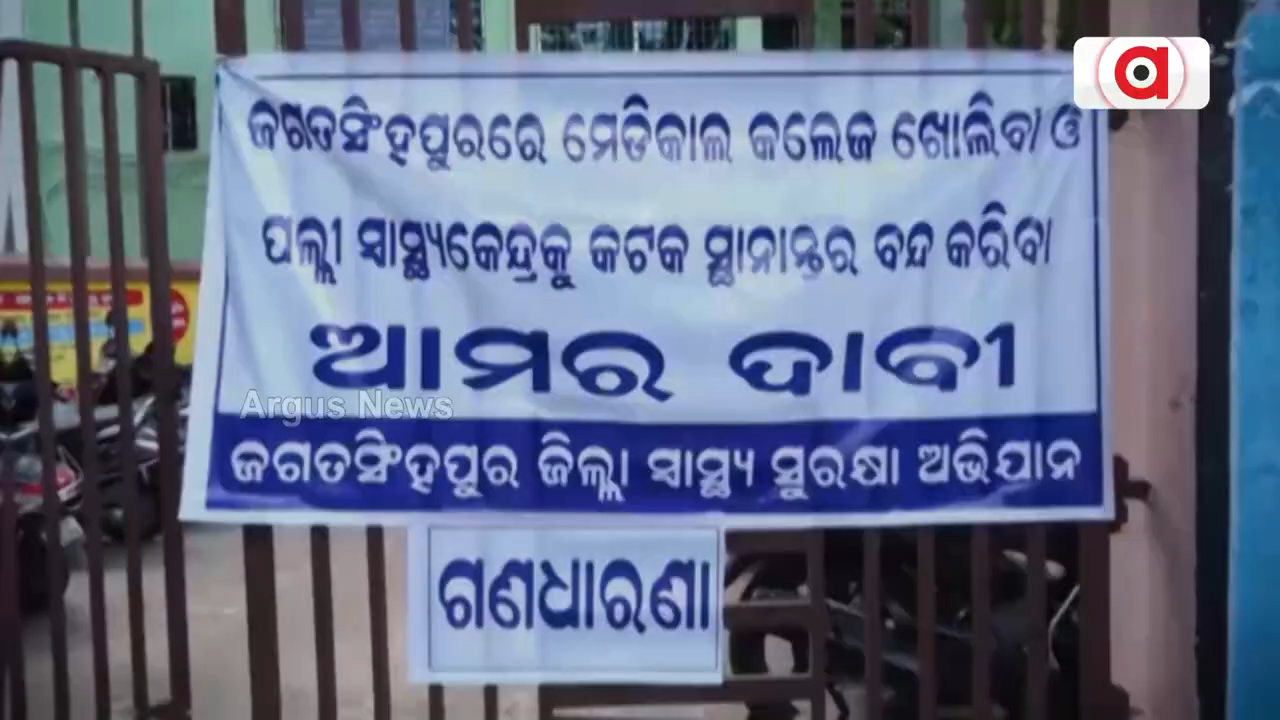 ଜଗତସିଂହପୁରରେ ମେଡିକାଲ କଲେଜ ଖୋଲିବା ଓ
ପଲ୍ଲୀ ସ୍ୱାସ୍ଥ୍ୟକେନ୍ଦ୍ରକୁ କଟକ ସ୍ଥାନାନ୍ତର ବନ୍ଦ କରିବା
ଆମର ଦାବୀ
Argus News
ଜଗତସିଂହପୁର ଜିଲ୍ଲା ସ୍ୱାସ୍ଥ୍ୟ ସୁରକ୍ଷା ଅଭିଯାନ
ଗଣଧାରଣା